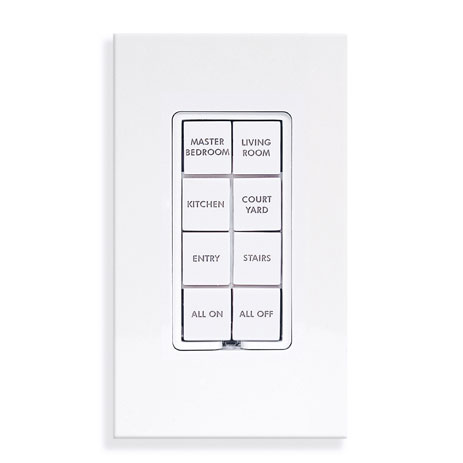 MASTER
BEDROOM
LIVING
ROOM
KITCHEN
COURT
YARD
ENTRY
STAIRS
ALL ON
ALL OFF